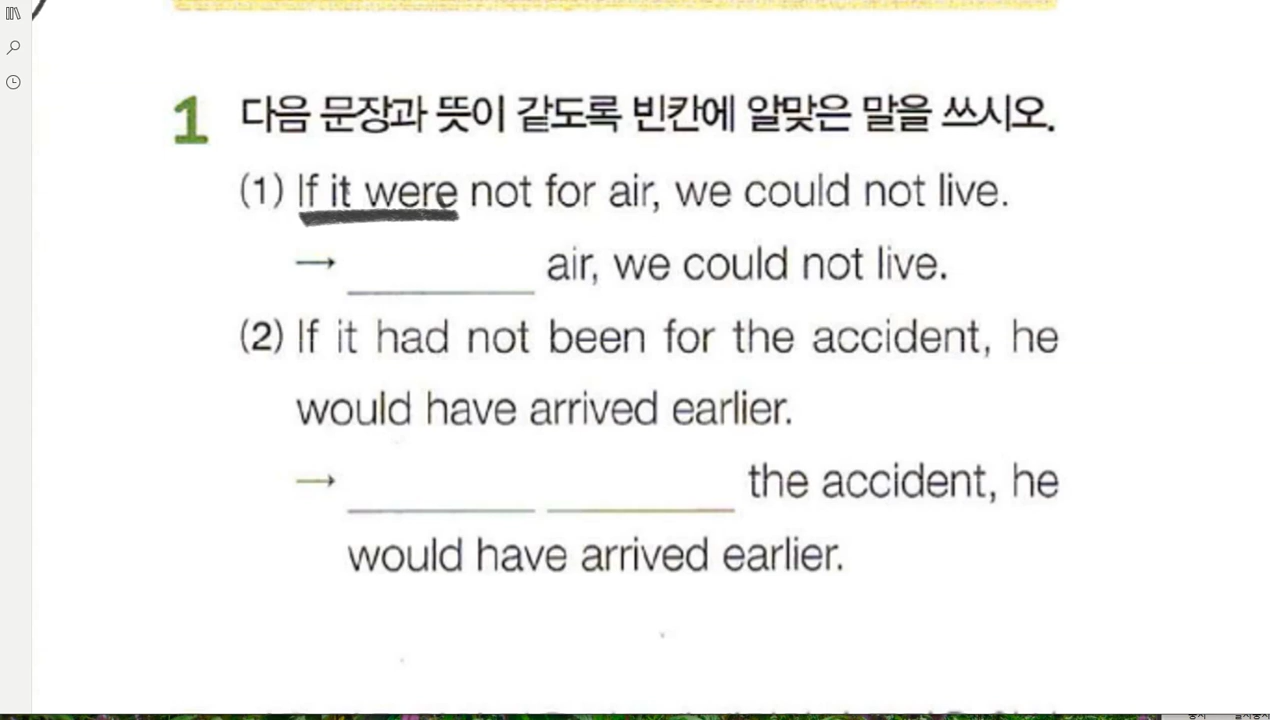 1 다음 문장과 뜻이 같도록 빈칸에 알맞은 말을 쓰시오.
(1) If it were not for air, we could not live.
→ ________ air, we could not live.
(2) If it had not been for the accident, he
would have arrived earlier.
→ ________ ________ the accident, he
would have arrived earlier.